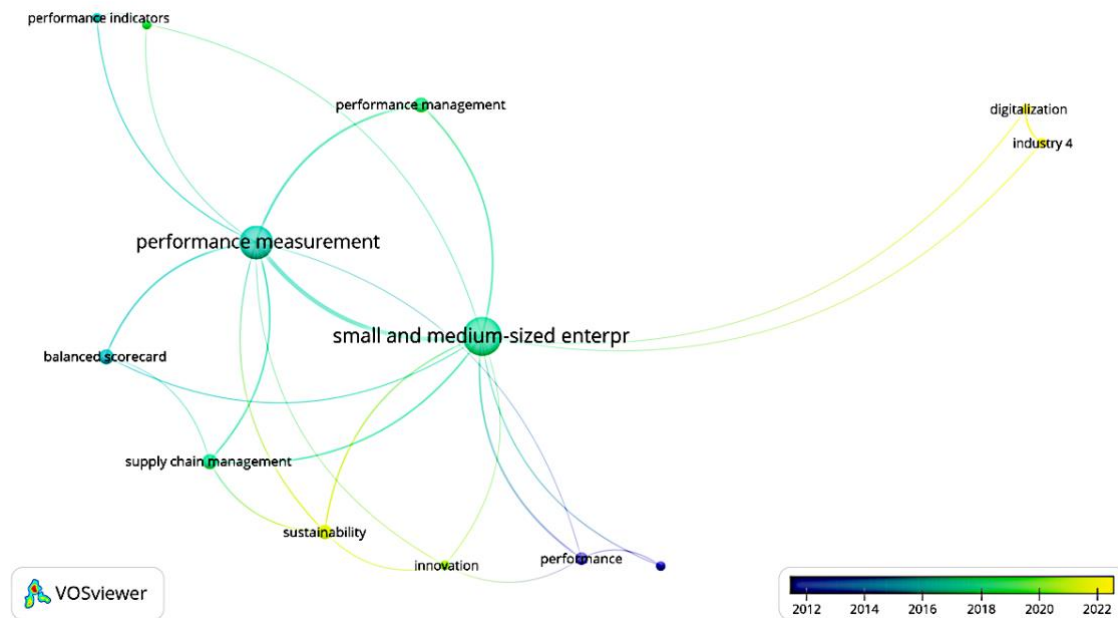 performance indicators
performance management
digitalization
industry 4
performance measurement
small and medium-sized enterpr
balanced scorecard
supply chain management
sustainability
innovation
performance
VOSviewer
2012 2014 2016 2018 2020 2022